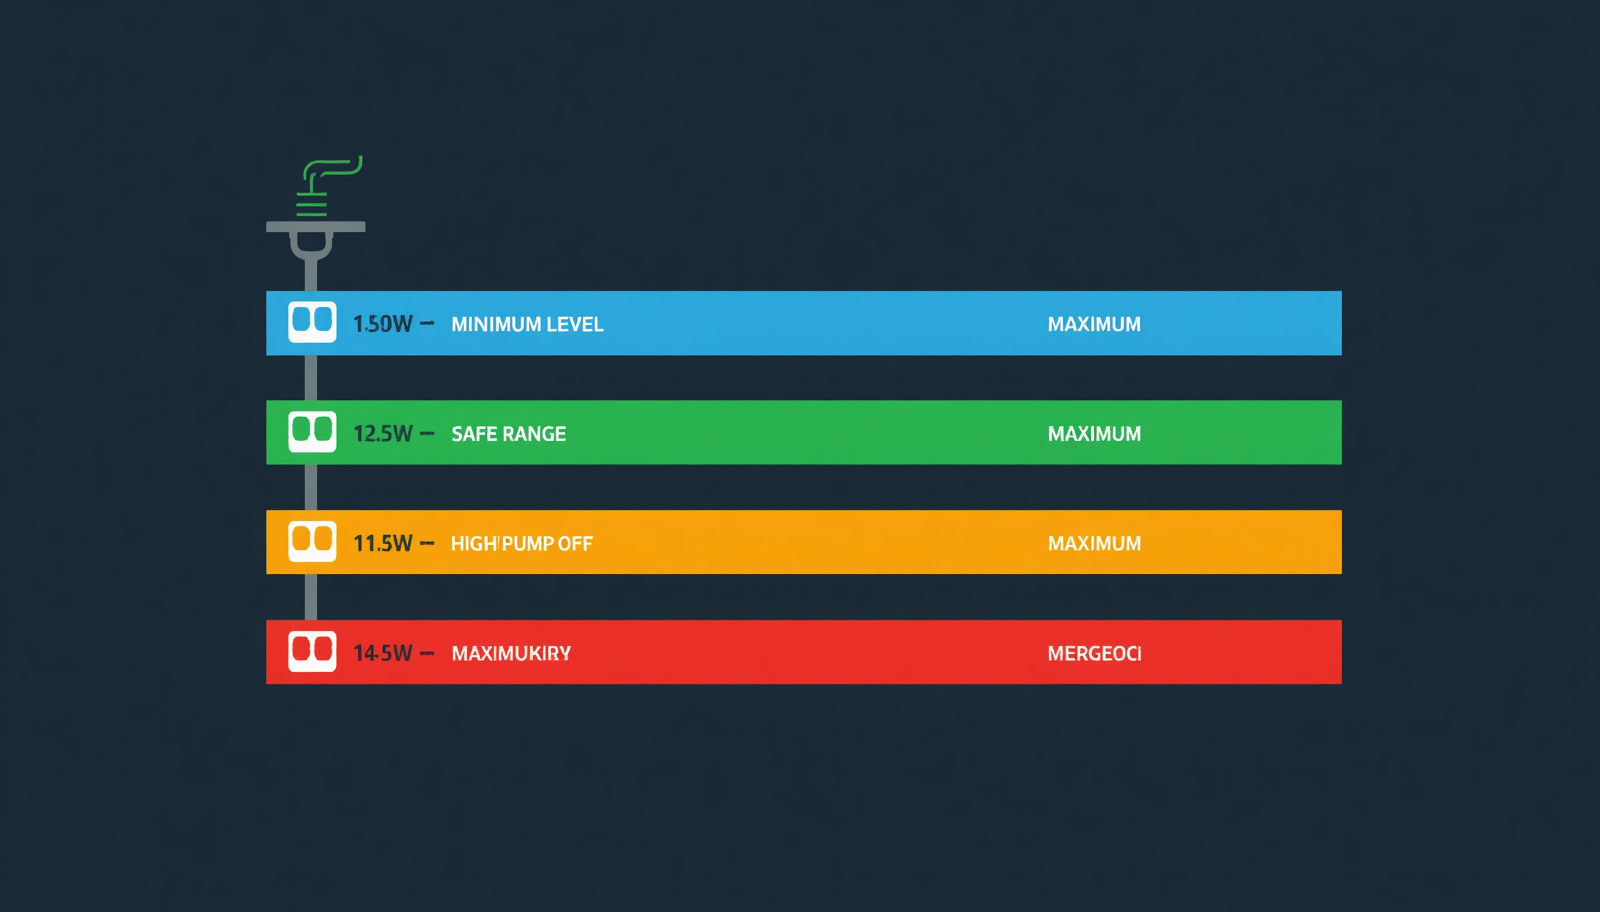 1.50W – MINIMUM LEVEL MAXIMUM
12.5W – SAFE RANGE MAXIMUM
11.5W – HIGH PUMP OFF MAXIMUM
14.5W – MAXIMUKIRY MERGEOCI